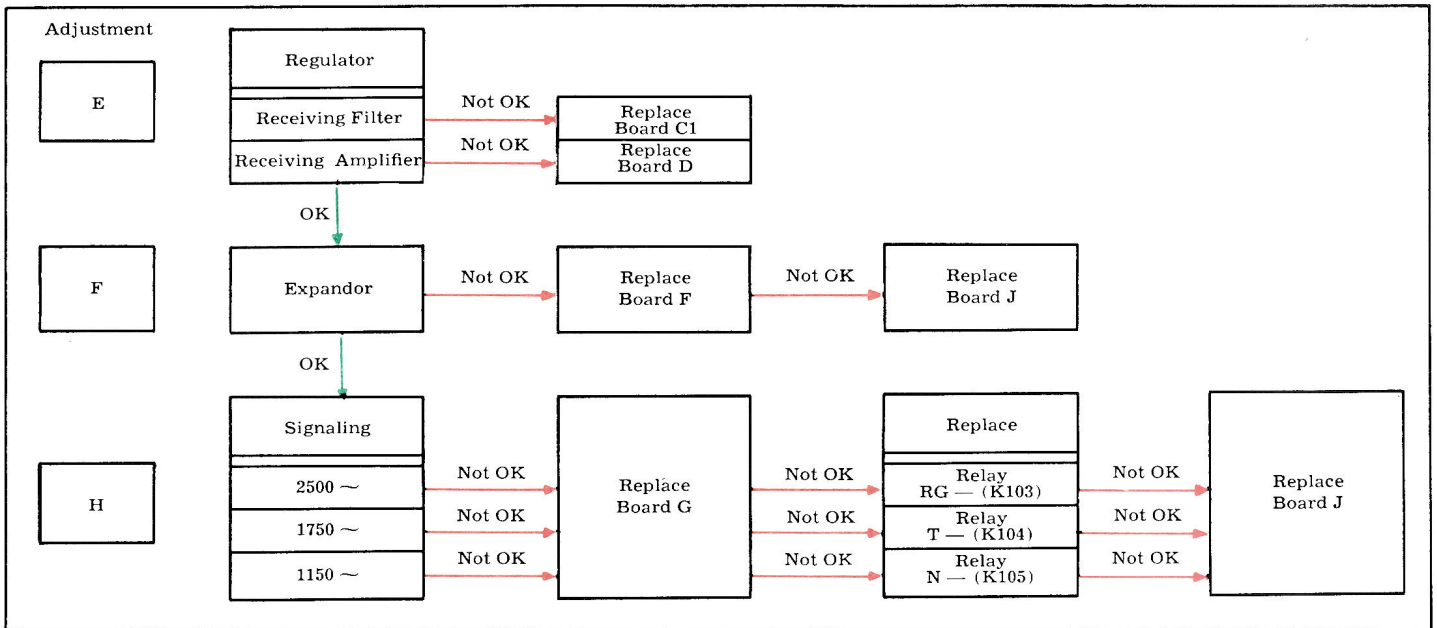 Adjustment
E
Regulator
Receiving Filter
Not OK
Replace
Board C1
Receiving Amplifier
Not OK
Replace
Board D
OK
F
Expandor
Not OK
Replace
Board F
Not OK
Replace
Board J
OK
H
Signaling
2500 ~
Not OK
1750 ~
Not OK
1150 ~
Not OK
Replace
Board G
Not OK
Not OK
Not OK
Replace
Relay
RG — (K103)
Relay
T — (K104)
Relay
N — (K105)
Not OK
Not OK
Not OK
Replace
Board J